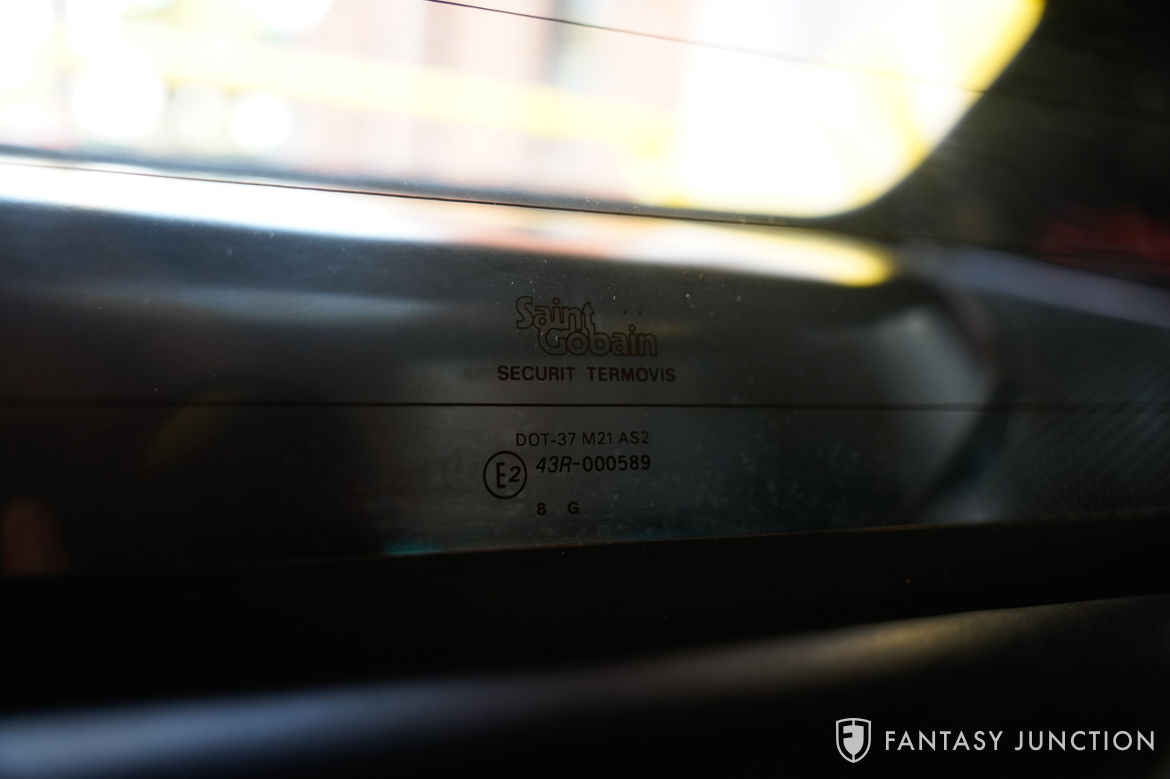 Saint
Gobain
SECURIT TERMOVIS
DOT-37 M21 AS2
E2 43R-000589
8 G
FANTASY JUNCTION